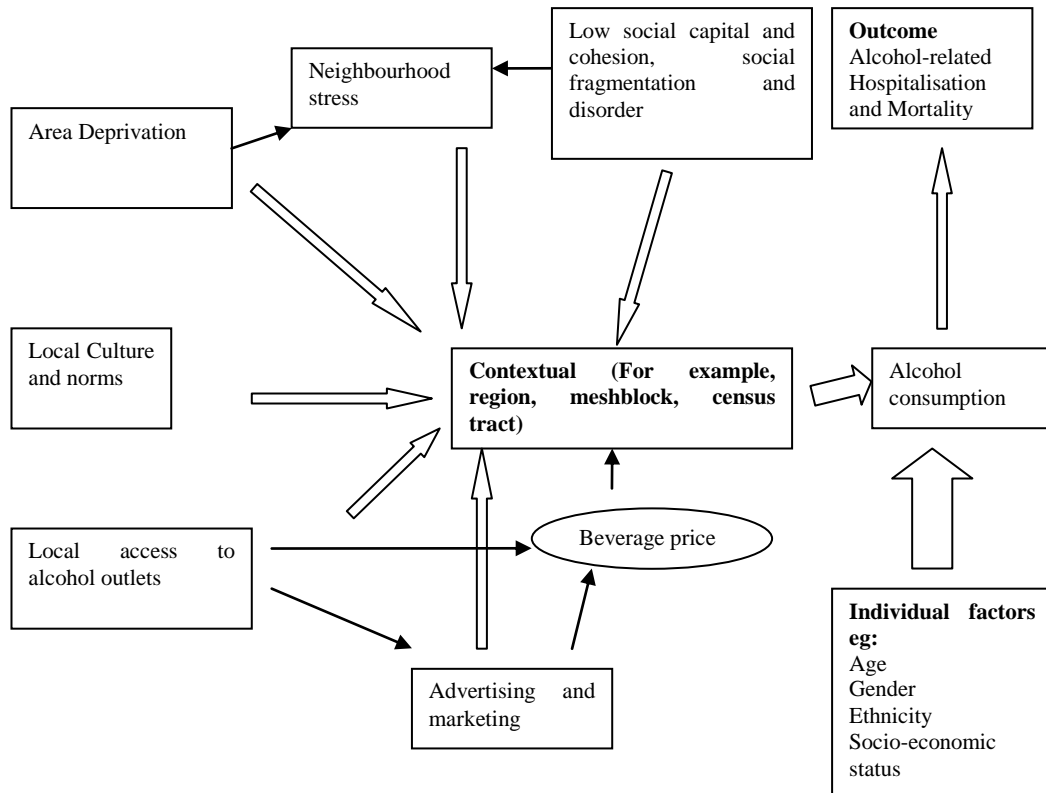 Neighbourhood
stress
Low social capital and
cohesion, social
fragmentation and
disorder
Outcome
Alcohol-related
Hospitalisation
and Mortality
Area Deprivation
Local Culture
and norms
Contextual (For example,
region, meshblock, census
tract)
Alcohol
consumption
Local access to
alcohol outlets
Beverage price
Advertising and
marketing
Individual factors
eg:
Age
Gender
Ethnicity
Socio-economic
status